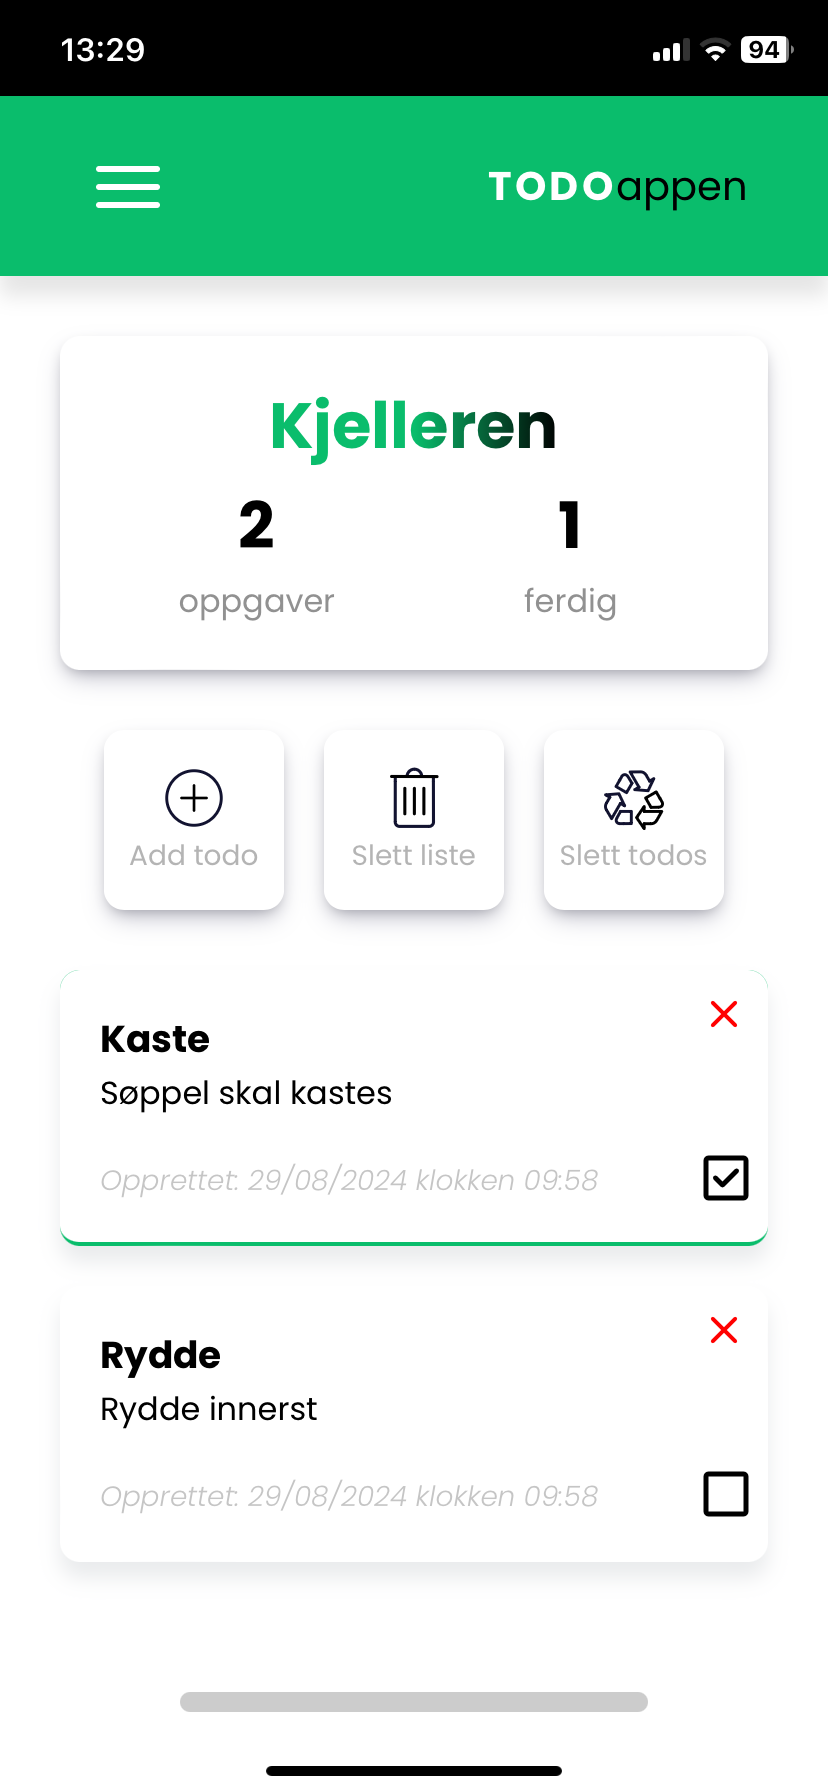 13:29 94
TODOappen
Kjelleren
2 1
oppgaver ferdig
Add todo Slett liste Slett todos
Kaste
Søppel skal kastes
Opprettet: 29/08/2024 klokken 09:58
Rydde
Rydde innerst
Opprettet: 29/08/2024 klokken 09:58